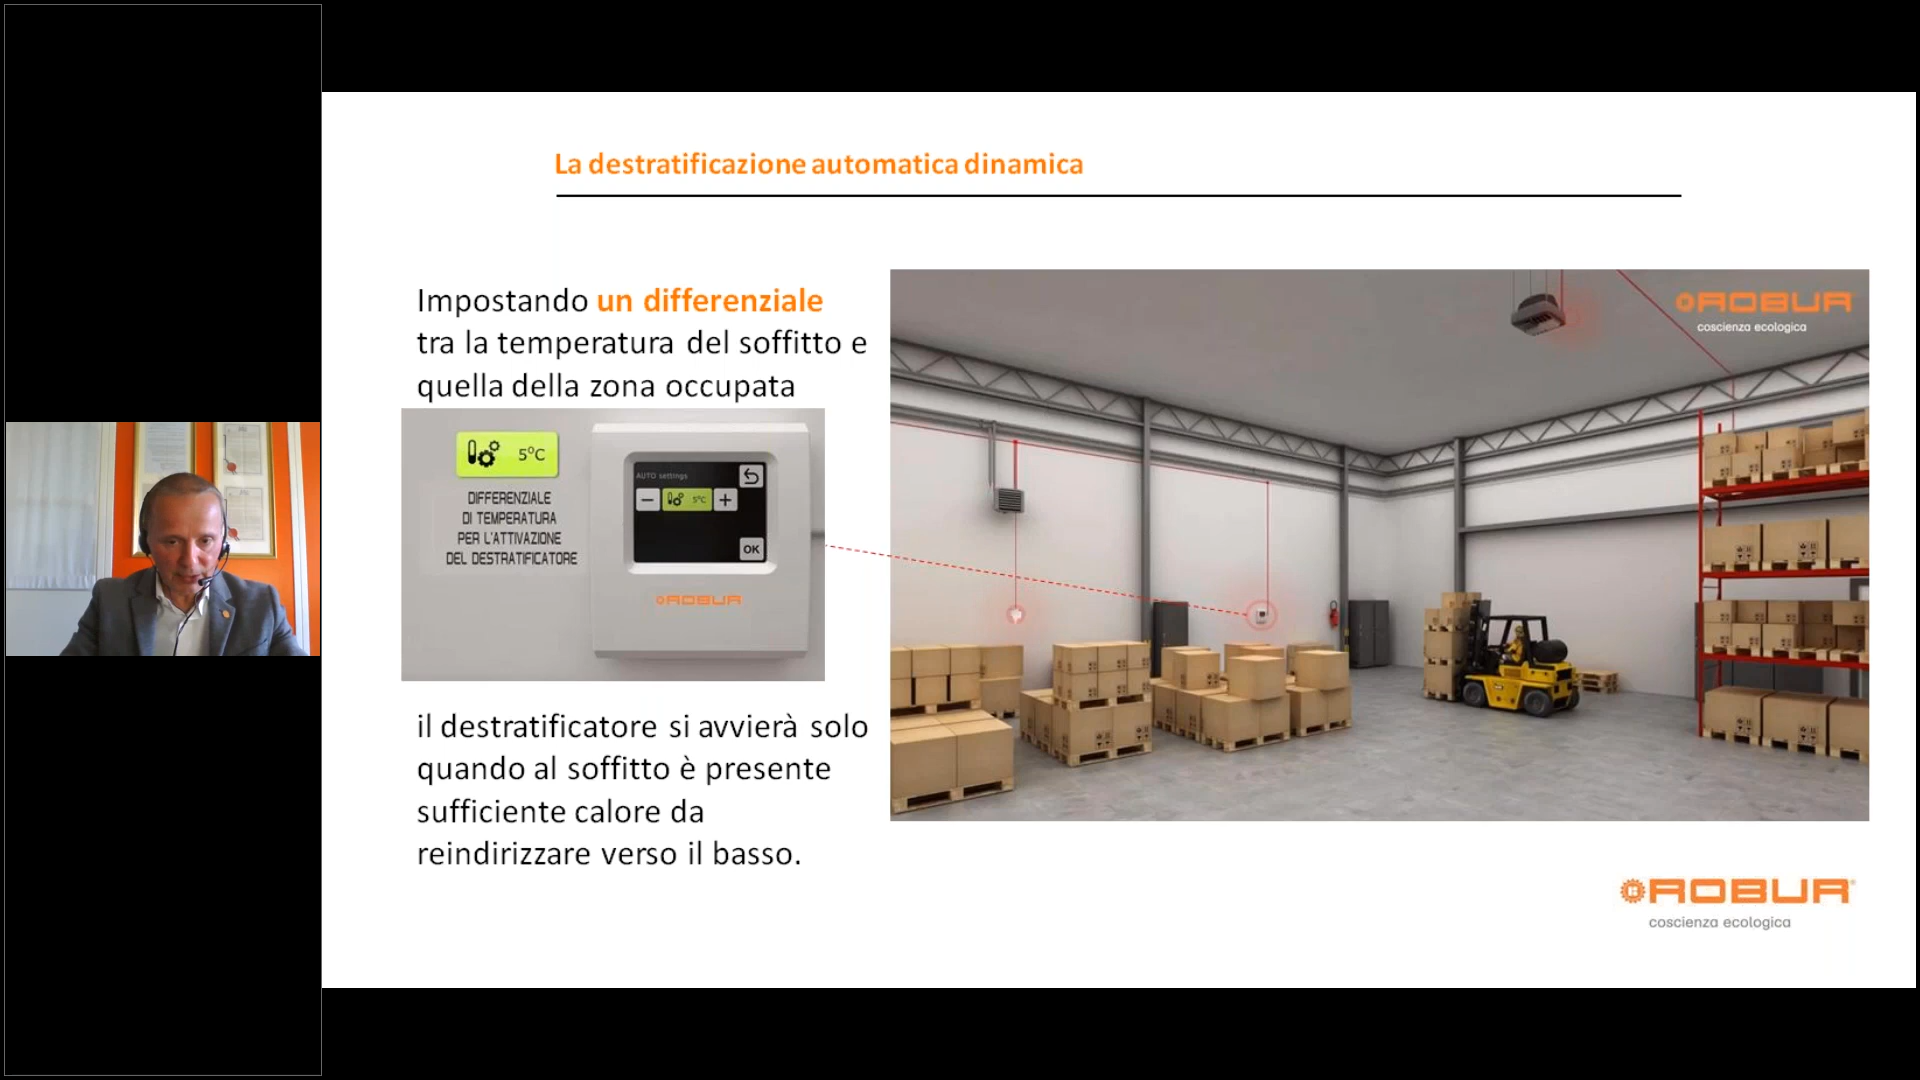 La destratificazione automatica dinamica
Impostando un differenziale
tra la temperatura del soffitto e
quella della zona occupata
5°C
DIFFERENZIALE
DI TEMPERATURA
PER L'ATTIVAZIONE
DEL DESTRATIFICATORE
AUTO settings
− 5°C +
OK
ROBUR
il destratificatore si avvierà solo
quando al soffitto è presente
sufficiente calore da
reindirizzare verso il basso.
ROBUR
coscienza ecologica
ROBUR
coscienza ecologica